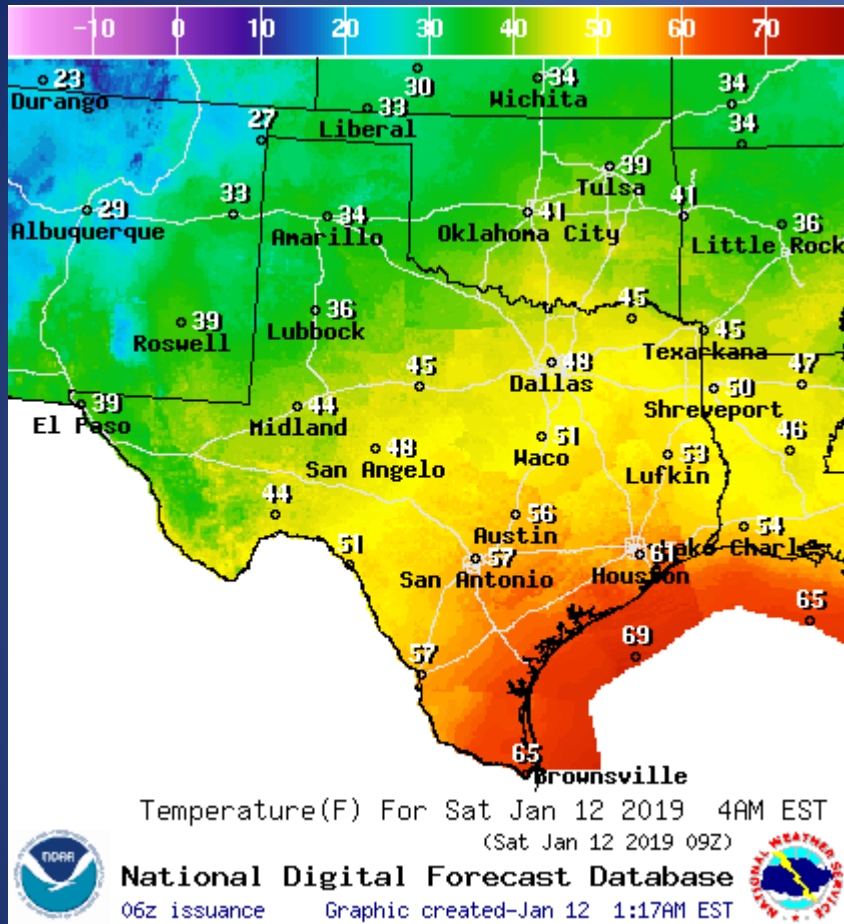 -10 0 10 20 30 40 50 60 70
23
Durango
30
34
Wichita
33
Liberal
34
27
34
39
Tulsa
29
Albuquerque
33
34
Amarillo
41
Oklahoma City
41
36
Little Rock
39
Roswell
36
Lubbock
45
45
Texarkana
48
Dallas
45
50
Shreveport
47
39
El Paso
44
Midland
48
San Angelo
51
Waco
53
Lufkin
46
44
56
Austin
54
Lake Charles
51
57
San Antonio
61
Houston
65
69
57
65
Brownsville
Temperature(F) For Sat Jan 12 2019 4AM EST
(Sat Jan 12 2019 09Z)
National Digital Forecast Database
06z issuance Graphic created-Jan 12 1:17AM EST
NOAA
NATIONAL WEATHER SERVICE